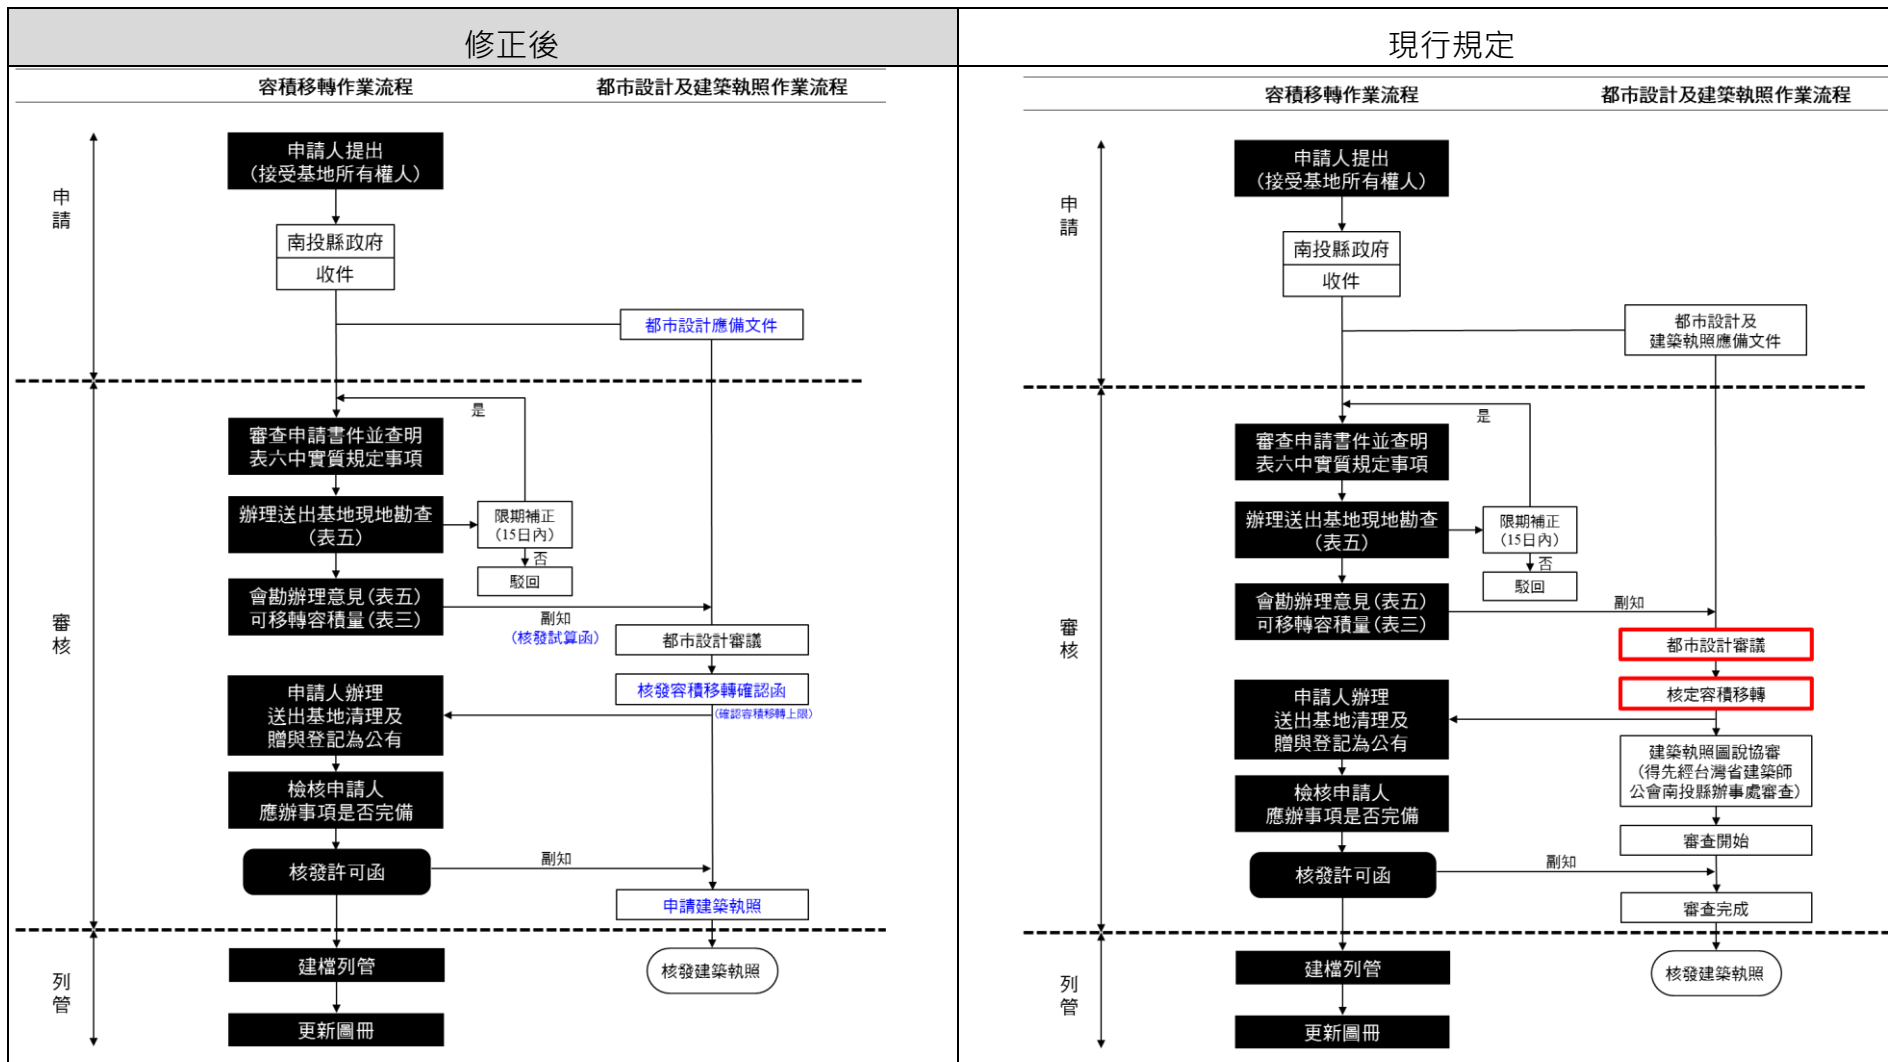 修正後
容積移轉作業流程
都市設計及建築執照作業流程
申請
申請人提出
(接受基地所有權人)
南投縣政府
收件
都市設計應備文件
審核
是
審查申請書件並查明
表六中實質規定事項
辦理送出基地現地勘查
(表五)
限期補正
(15日內)
否
駁回
會勘辦理意見(表五)
可移轉容積量(表三)
副知
(核發試算函)
都市設計審議
核發容積移轉確認函
(確認容積移轉上限)
申請人辦理
送出基地清理及
贈與登記為公有
檢核申請人
應辦事項是否完備
核發許可函
副知
申請建築執照
列管
建檔列管
核發建築執照
更新圖冊
現行規定
容積移轉作業流程
都市設計及建築執照作業流程
申請
申請人提出
(接受基地所有權人)
南投縣政府
收件
都市設計及
建築執照應備文件
審核
是
審查申請書件並查明
表六中實質規定事項
辦理送出基地現地勘查
(表五)
限期補正
(15日內)
否
駁回
會勘辦理意見(表五)
可移轉容積量(表三)
副知
都市設計審議
核定容積移轉
申請人辦理
送出基地清理及
贈與登記為公有
建築執照圖說協審
(得先經台灣省建築師
公會南投縣辦事處審查)
檢核申請人
應辦事項是否完備
審查開始
核發許可函
副知
審查完成
列管
建檔列管
核發建築執照
更新圖冊